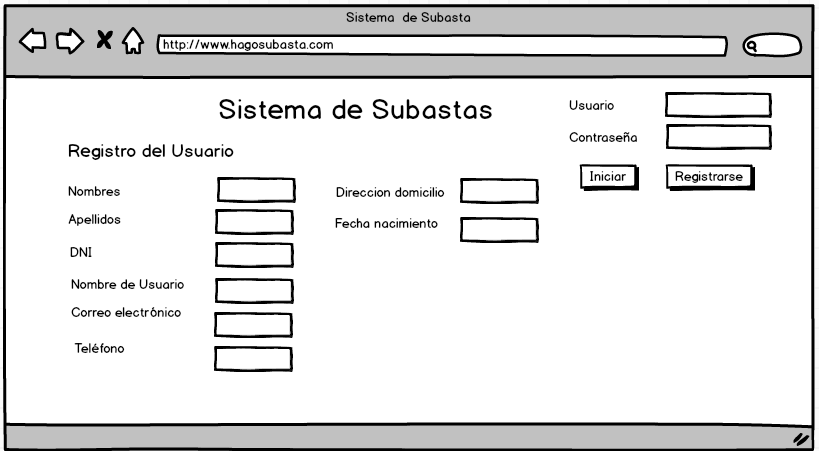 Sistema de Subasta
http://www.hagosubasta.com
Sistema de Subastas
Usuario
Contraseña
Iniciar
Registrarse
Registro del Usuario
Nombres
Apellidos
DNI
Nombre de Usuario
Correo electrónico
Teléfono
Direccion domicilio
Fecha nacimiento